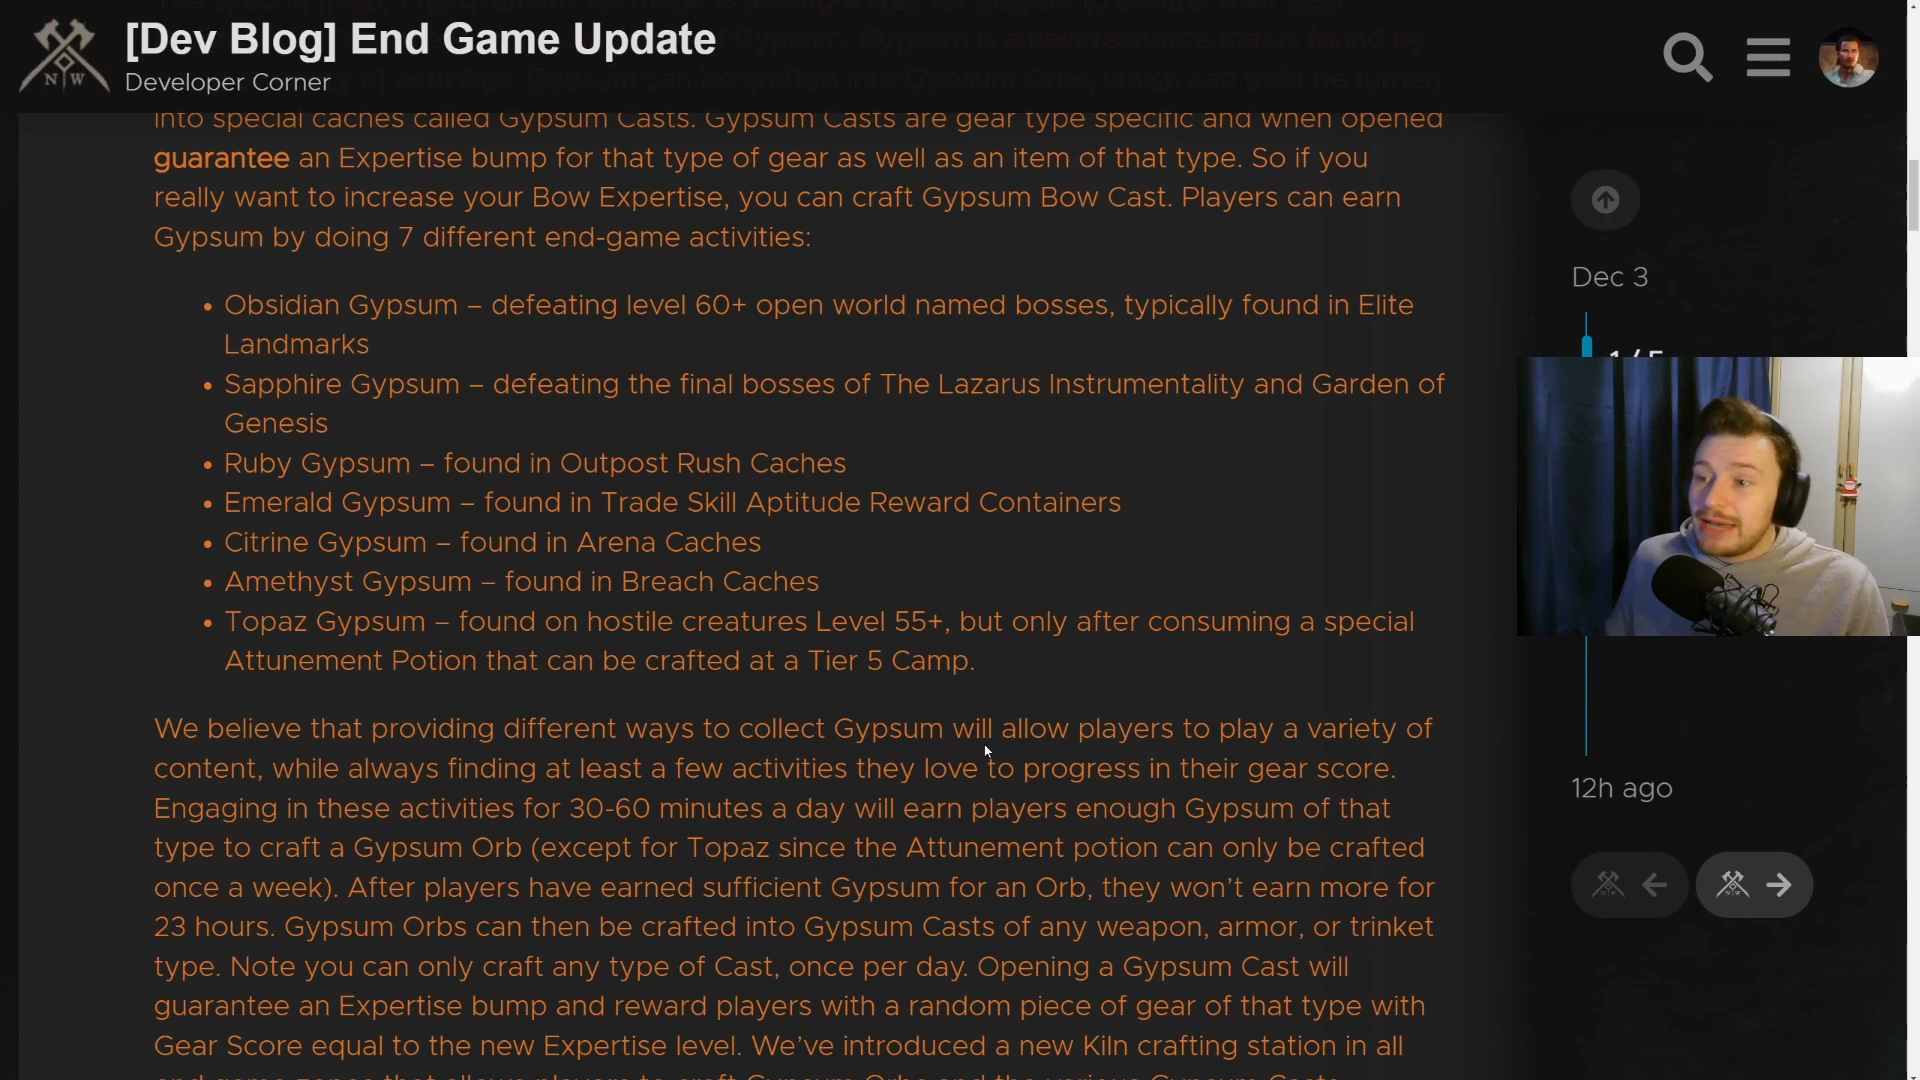 [Dev Blog] End Game Update
Developer Corner
N W
into special caches called Gypsum Casts. Gypsum Casts are gear type specific and when opened
guarantee an Expertise bump for that type of gear as well as an item of that type. So if you
really want to increase your Bow Expertise, you can craft Gypsum Bow Cast. Players can earn
Gypsum by doing 7 different end-game activities:
• Obsidian Gypsum – defeating level 60+ open world named bosses, typically found in Elite
Landmarks
• Sapphire Gypsum – defeating the final bosses of The Lazarus Instrumentality and Garden of
Genesis
• Ruby Gypsum – found in Outpost Rush Caches
• Emerald Gypsum – found in Trade Skill Aptitude Reward Containers
• Citrine Gypsum – found in Arena Caches
• Amethyst Gypsum – found in Breach Caches
• Topaz Gypsum – found on hostile creatures Level 55+, but only after consuming a special
Attunement Potion that can be crafted at a Tier 5 Camp.
We believe that providing different ways to collect Gypsum will allow players to play a variety of
content, while always finding at least a few activities they love to progress in their gear score.
Engaging in these activities for 30-60 minutes a day will earn players enough Gypsum of that
type to craft a Gypsum Orb (except for Topaz since the Attunement potion can only be crafted
once a week). After players have earned sufficient Gypsum for an Orb, they won't earn more for
23 hours. Gypsum Orbs can then be crafted into Gypsum Casts of any weapon, armor, or trinket
type. Note you can only craft any type of Cast, once per day. Opening a Gypsum Cast will
guarantee an Expertise bump and reward players with a random piece of gear of that type with
Gear Score equal to the new Expertise level. We've introduced a new Kiln crafting station in all
Dec 3
12h ago